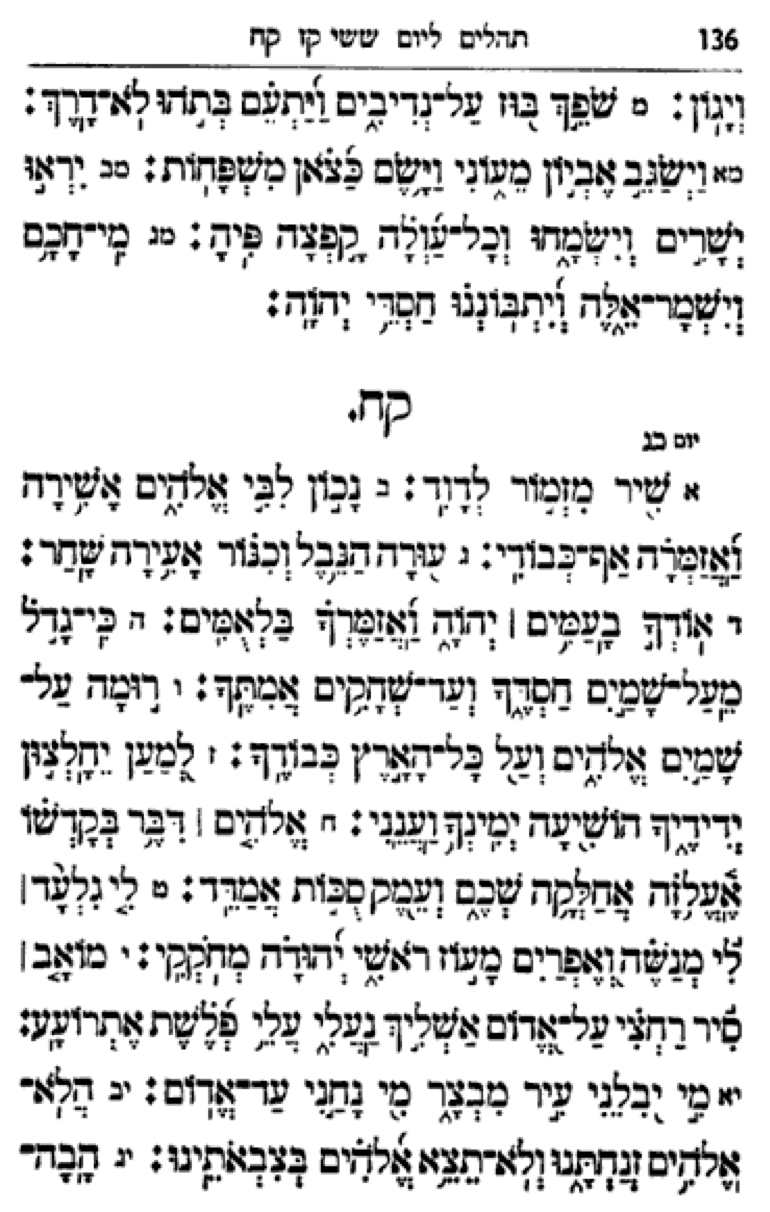 136 תהלים ליום ששי קז קח
וְיָגוֹן׃ מ שֹׁפֵךְ בּוּז עַל־נְדִיבִים וַיַּתְעֵם בְּתֹהוּ לֹא־דָרֶךְ׃
מא וַיְשַׂגֵּב אֶבְיוֹן מֵעוֹנִי וַיָּשֶׂם כַּצֹּאן מִשְׁפָּחוֹת׃ מב יִרְאוּ
יְשָׁרִים וְיִשְׂמָחוּ וְכָל־עַוְלָה קָפְצָה פִּיהָ׃ מג מִי־חָכָם
וְיִשְׁמָר־אֵלֶּה וְיִתְבּוֹנְנוּ חַסְדֵי יְהוָה׃
קח.
יום כג
א שִׁיר מִזְמוֹר לְדָוִד׃ ב נָכוֹן לִבִּי אֱלֹהִים אָשִׁירָה
וַאֲזַמְּרָה אַף־כְּבוֹדִי׃ ג עוּרָה הַנֵּבֶל וְכִנּוֹר אָעִירָה שָּׁחַר׃
ד אוֹדְךָ בָעַמִּים | יְהוָה וַאֲזַמֶּרְךָ בַּלְאֻמִּים׃ ה כִּי־גָדֹל
מֵעַל־שָׁמַיִם חַסְדֶּךָ וְעַד־שְׁחָקִים אֲמִתֶּךָ׃ ו רוּמָה עַל־
שָׁמַיִם אֱלֹהִים וְעַל כָּל־הָאָרֶץ כְּבוֹדֶךָ׃ ז לְמַעַן יֵחָלְצוּן
יְדִידֶיךָ הוֹשִׁיעָה יְמִינְךָ וַעֲנֵנִי׃ ח אֱלֹהִים | דִּבֶּר בְּקָדְשׁוֹ
אֶעְלֹזָה אֲחַלְּקָה שְׁכֶם וְעֵמֶק סֻכּוֹת אֲמַדֵּד׃ ט לִי גִלְעָד |
לִי מְנַשֶּׁה וְאֶפְרַיִם מָעוֹז רֹאשִׁי יְהוּדָה מְחֹקְקִי׃ י מוֹאָב |
סִיר רַחְצִי עַל־אֱדוֹם אַשְׁלִיךְ נַעֲלִי עֲלֵי פְלֶשֶׁת אֶתְרוֹעָע׃
יא מִי יֹבִלֵנִי עִיר מִבְצָר מִי נָחַנִי עַד־אֱדוֹם׃ יב הֲלֹא־
אֱלֹהִים זְנַחְתָּנוּ וְלֹא־תֵצֵא אֱלֹהִים בְּצִבְאֹתֵינוּ׃ יג הָבָה־